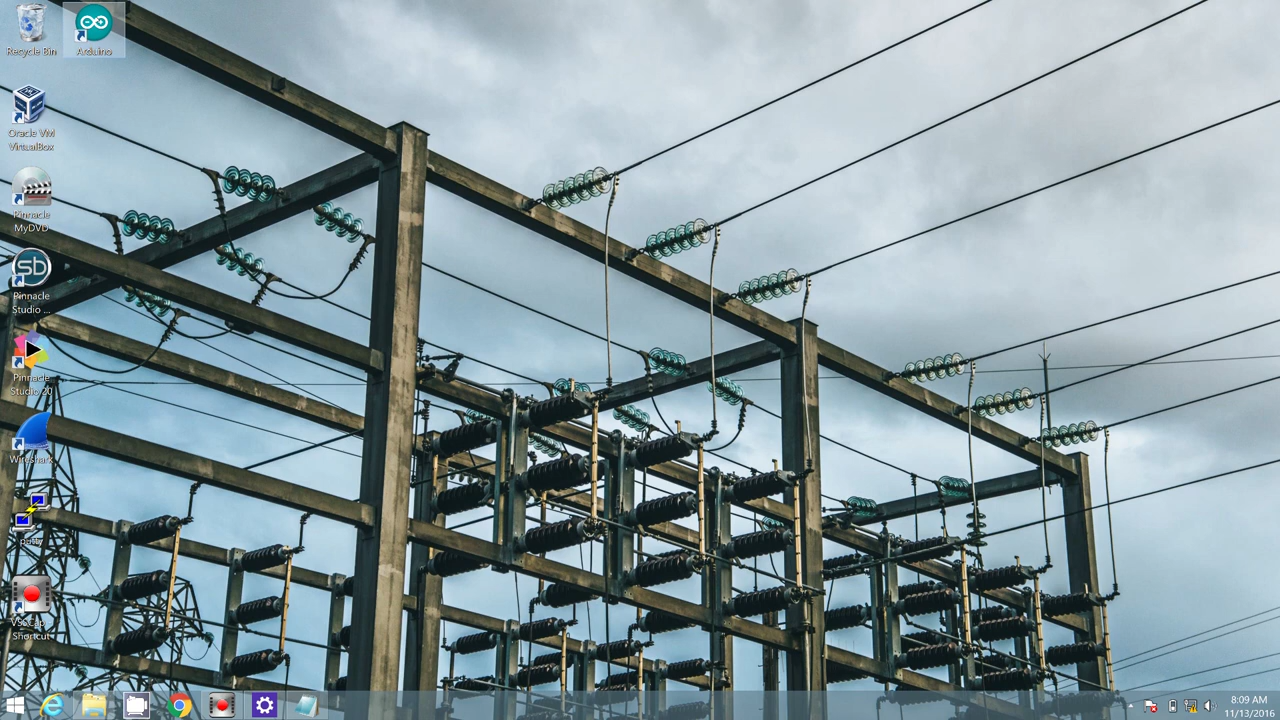 Recycle Bin
Arduino
Oracle VM
VirtualBox
Pinnacle
MyDVD
sb
Pinnacle
Studio ...
Pinnacle
Studio 20
Wireshark
putty
Shortcut
8:09 AM
11/13/2016